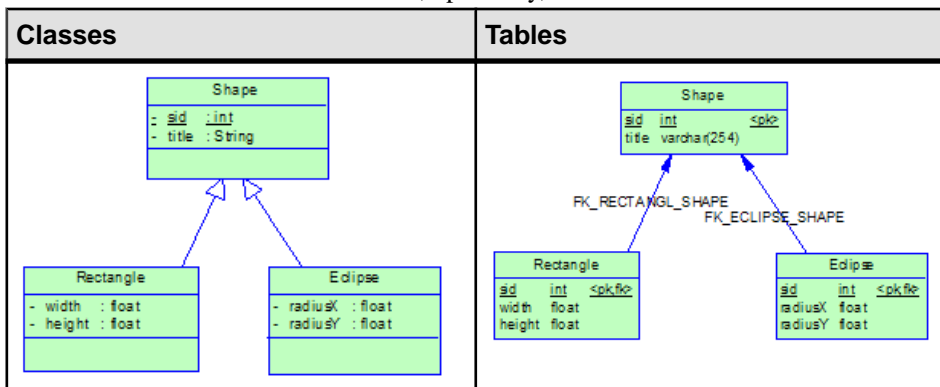 Classes
Tables
Shape
- sid : int
- title : String
Rectangle
- width : float
- height : float
Eclipse
- radiusX : float
- radiusY : float
Shape
sid int <pk>
title varchar(254)
FK_RECTANGL_SHAPE
FK_ECLIPSE_SHAPE
Rectangle
sid int <pk,fk>
width float
height float
Eclipse
sid int <pk,fk>
radiusX float
radiusY float